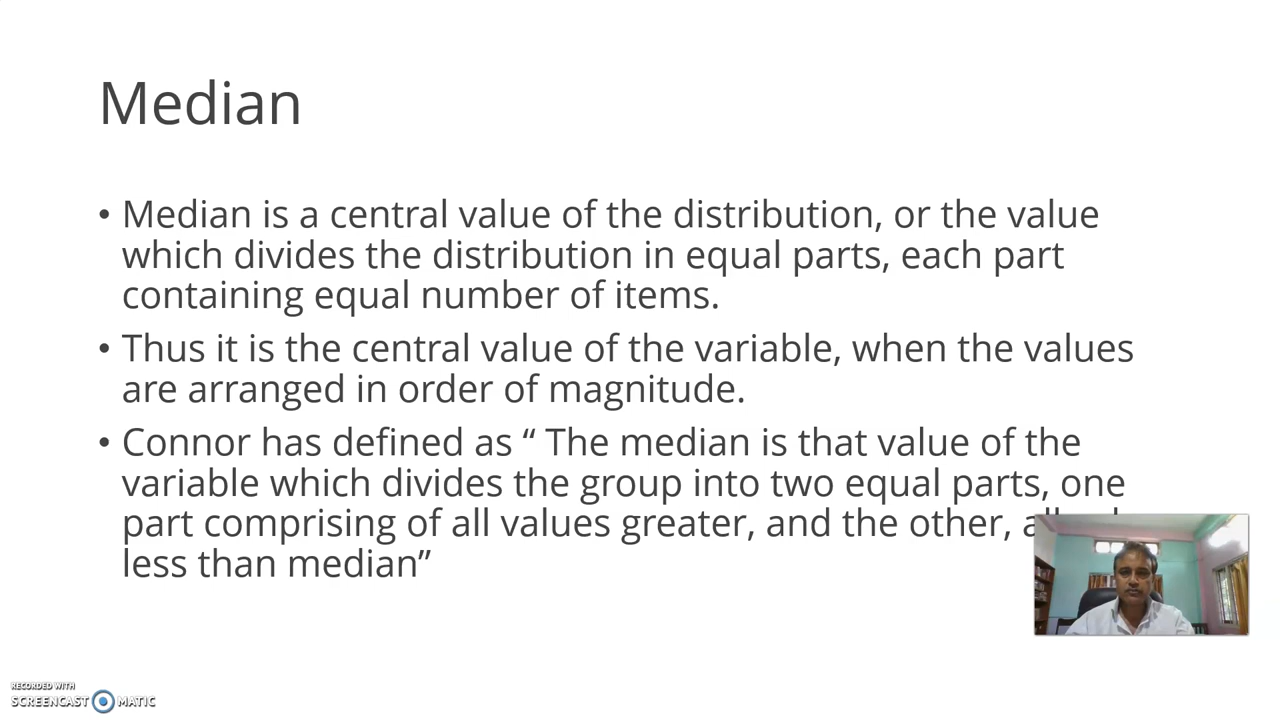 Median
• Median is a central value of the distribution, or the value
which divides the distribution in equal parts, each part
containing equal number of items.
• Thus it is the central value of the variable, when the values
are arranged in order of magnitude.
• Connor has defined as “ The median is that value of the
variable which divides the group into two equal parts, one
part comprising of all values greater, and the other,
less than median”
RECORDED WITH
SCREENCAST MATIC